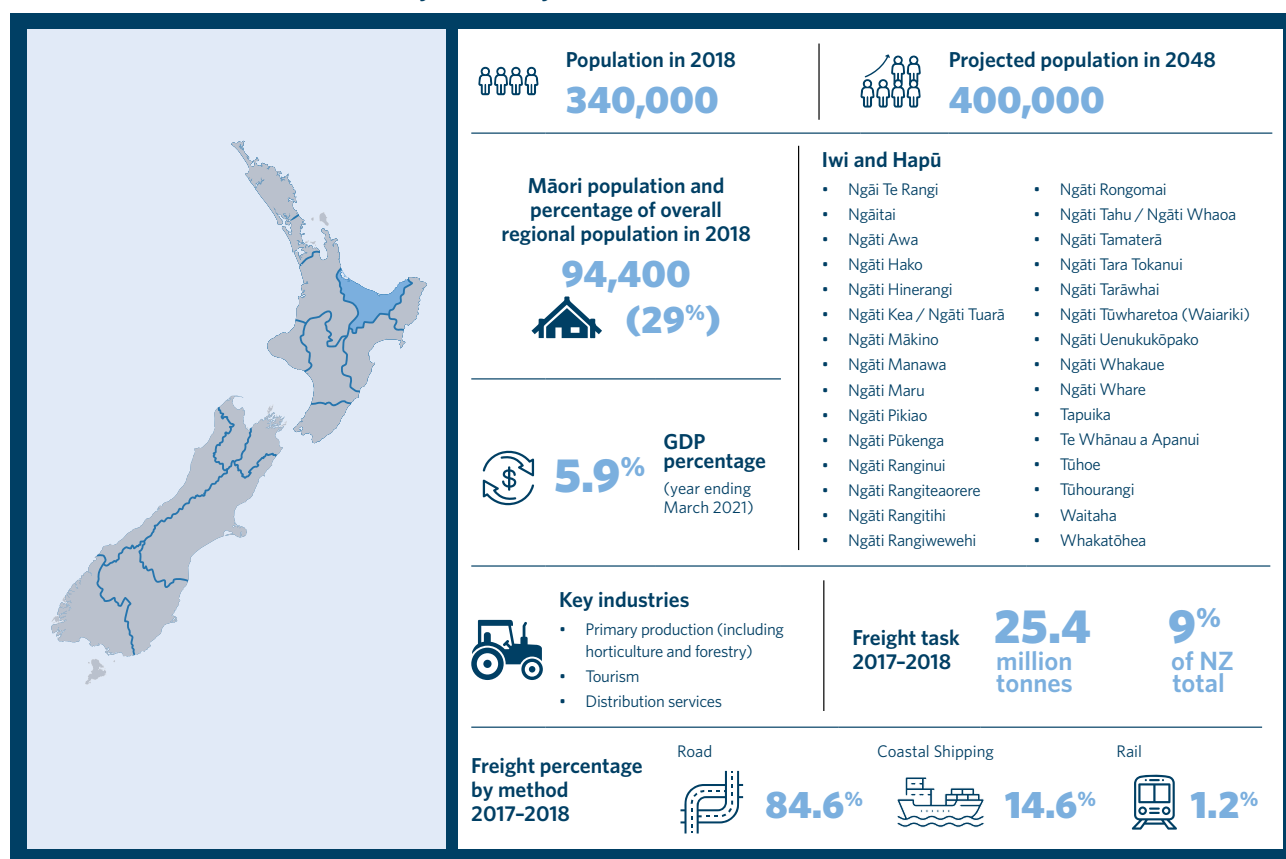 Population in 2018
340,000
Projected population in 2048
400,000
Māori population and
percentage of overall
regional population in 2018
94,400
(29%)
GDP
percentage
(year ending
March 2021)
5.9%
Iwi and Hapū
• Ngāi Te Rangi
• Ngāitai
• Ngāti Awa
• Ngāti Hako
• Ngāti Hinerangi
• Ngāti Kea / Ngāti Tuarā
• Ngāti Mākino
• Ngāti Manawa
• Ngāti Maru
• Ngāti Pikiao
• Ngāti Pūkenga
• Ngāti Ranginui
• Ngāti Rangiteaorere
• Ngāti Rangitihi
• Ngāti Rangiwewehi
• Ngāti Rongomai
• Ngāti Tahu / Ngāti Whaoa
• Ngāti Tamaterā
• Ngāti Tara Tokanui
• Ngāti Tarāwhai
• Ngāti Tūwharetoa (Waiariki)
• Ngāti Uenukukōpako
• Ngāti Whakaue
• Ngāti Whare
• Tapuika
• Te Whānau a Apanui
• Tūhoe
• Tūhourangi
• Waitaha
• Whakatōhea
Key industries
• Primary production (including
horticulture and forestry)
• Tourism
• Distribution services
Freight task
2017–2018
25.4
million
tonnes
9%
of NZ
total
Freight percentage
by method
2017–2018
Road
84.6%
Coastal Shipping
14.6%
Rail
1.2%